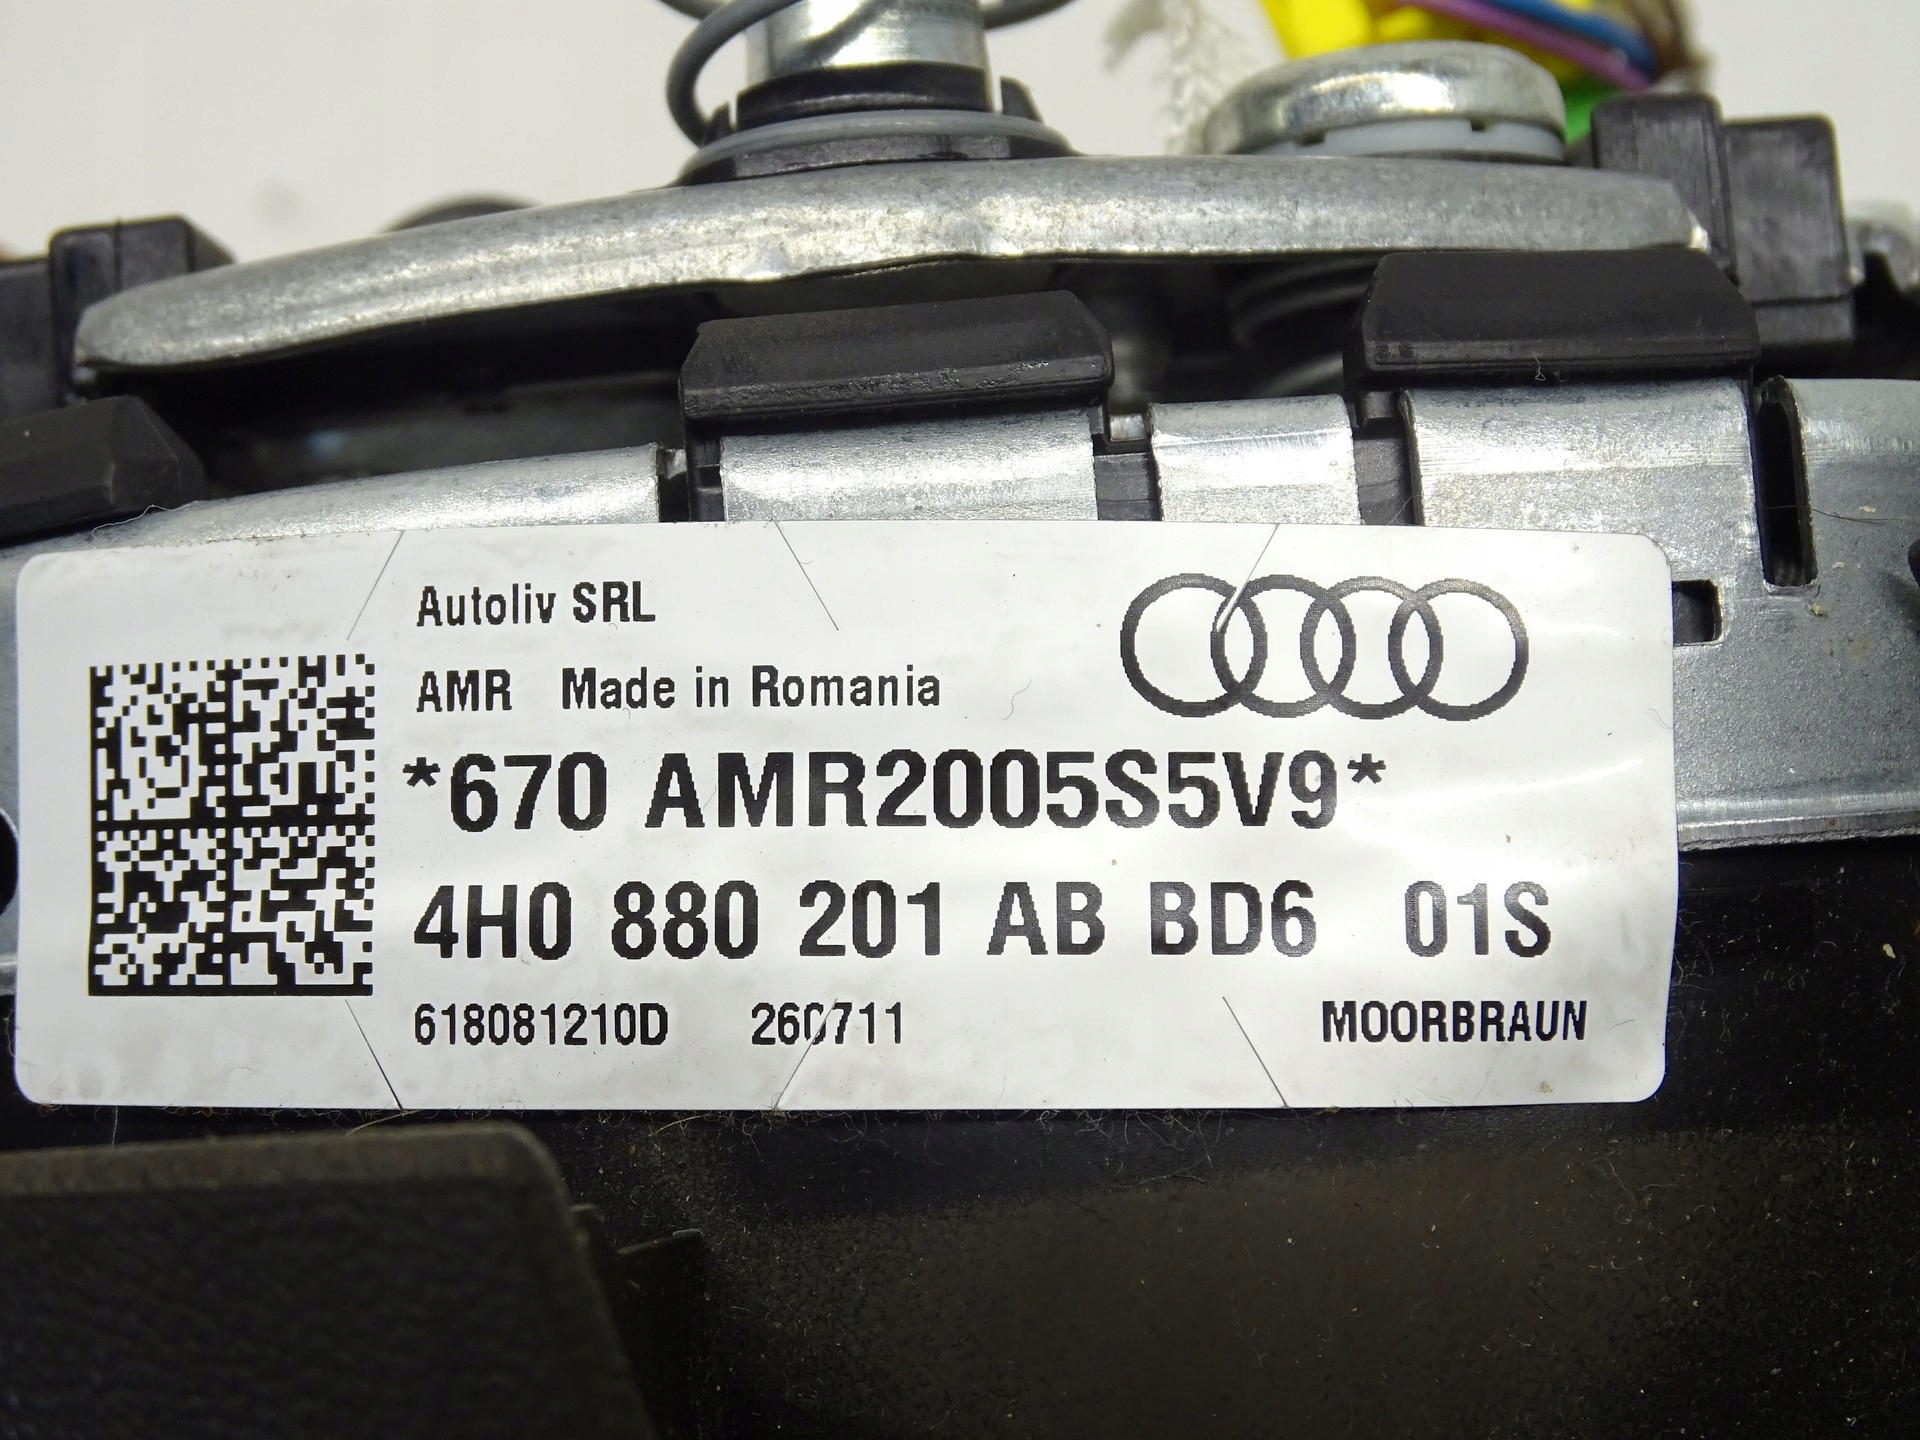 Autoliv SRL
AMR Made in Romania
*670 AMR2005S5V9*
4H0 880 201 AB BD6 01S
618081210D 260711 MOORBRAUN